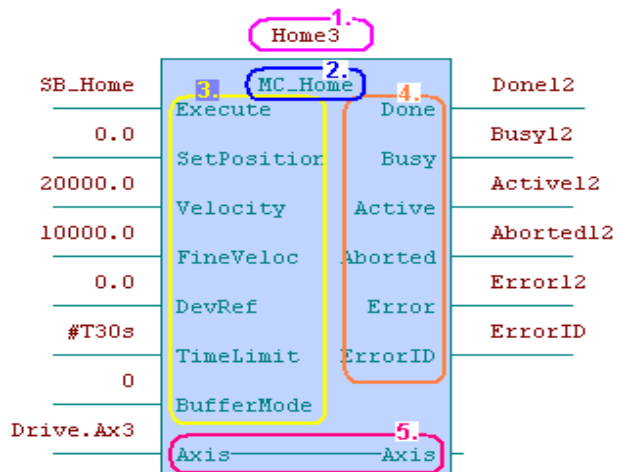 1.
Home3
2.
SB_Home MC_Home Done12
3. 4.
Execute Done
0.0 Busy12
SetPosition Busy
20000.0 Active12
Velocity Active
10000.0 Aborted12
FineVeloc Aborted
0.0 Error12
DevRef Error
#T30s ErrorID
TimeLimit ErrorID
0
BufferMode
Drive.Ax3 5.
Axis Axis